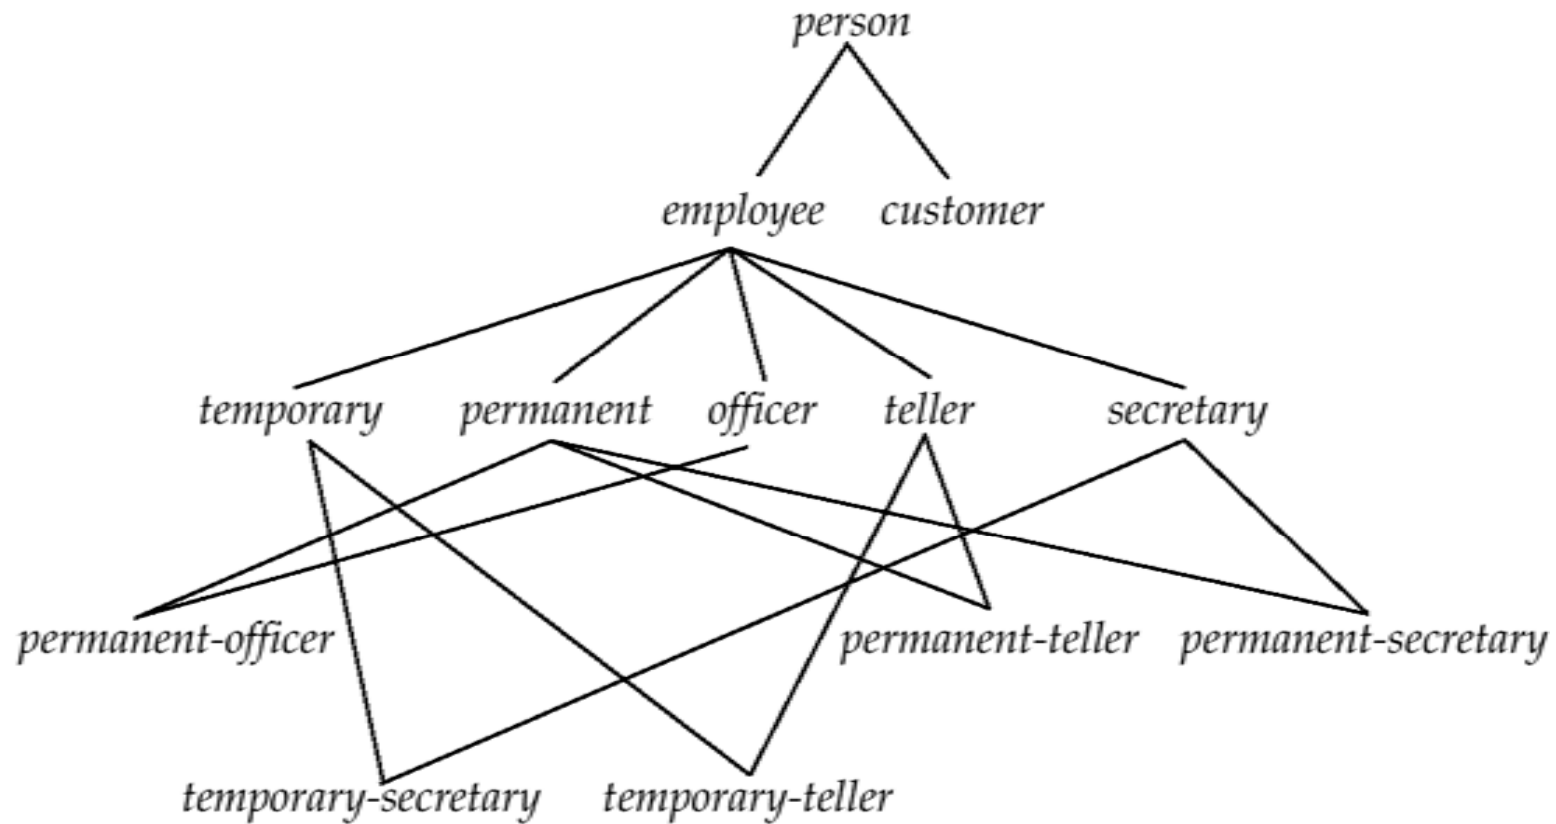 person
employee customer
temporary permanent officer teller secretary
permanent-officer permanent-teller permanent-secretary
temporary-secretary temporary-teller